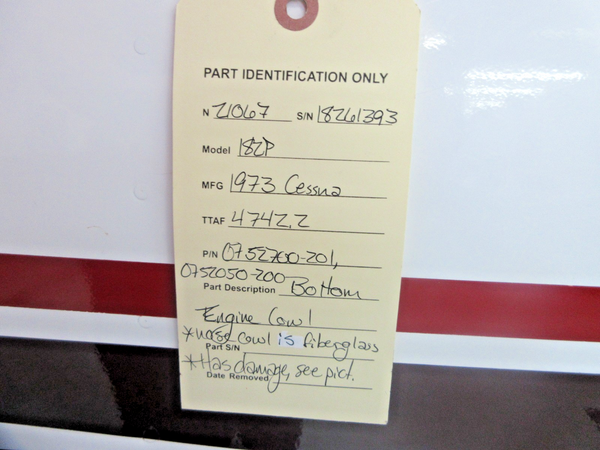 PART IDENTIFICATION ONLY
N 21067 S/N 18261393
Model 182P
MFG 1973 Cessna
TTAF 4742.2
P/N 0752700-201,
0752050-200
Part Description Bottom
Engine Cowl
*nose cowl is fiberglass
Part S/N
*Has damage, see pict.
Date Removed